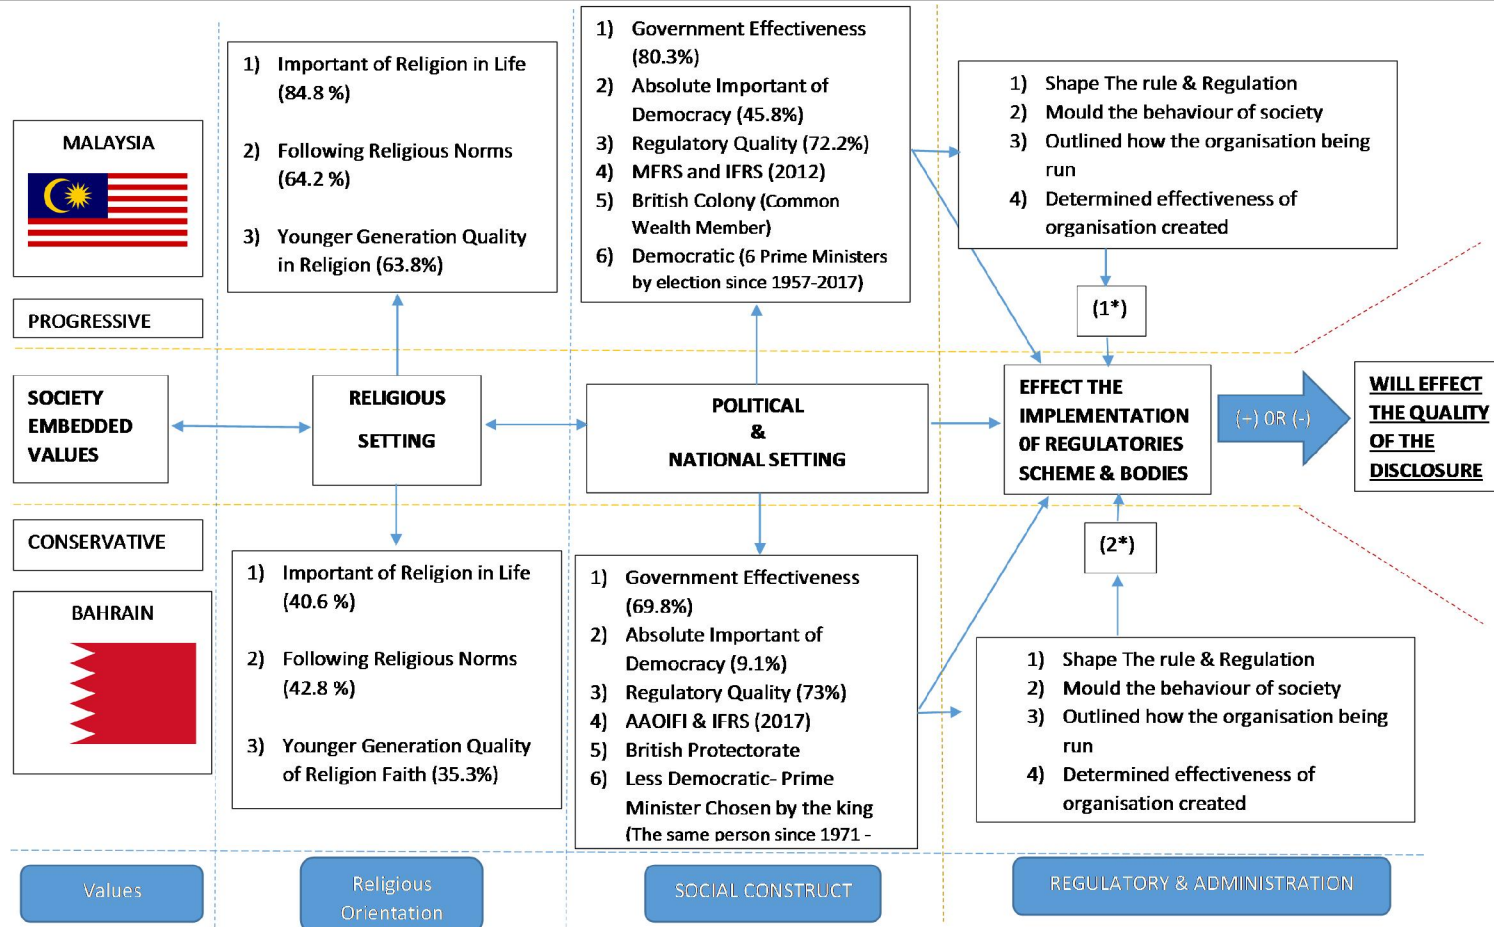 MALAYSIA
PROGRESSIVE
1) Important of Religion in Life
(84.8 %)
2) Following Religious Norms
(64.2 %)
3) Younger Generation Quality
in Religion (63.8%)
1) Government Effectiveness
(80.3%)
2) Absolute Important of
Democracy (45.8%)
3) Regulatory Quality (72.2%)
4) MFRS and IFRS (2012)
5) British Colony (Common
Wealth Member)
6) Democratic (6 Prime Ministers
by election since 1957-2017)
1) Shape The rule & Regulation
2) Mould the behaviour of society
3) Outlined how the organisation being
run
4) Determined effectiveness of
organisation created
(1*)
SOCIETY
EMBEDDED
VALUES
RELIGIOUS
SETTING
POLITICAL
&
NATIONAL SETTING
EFFECT THE
IMPLEMENTATION
0F REGULATORIES
SCHEME & BODIES
(+) OR (-)
WILL EFFECT
THE QUALITY
OF THE
DISCLOSURE
CONSERVATIVE
BAHRAIN
1) Important of Religion in Life
(40.6 %)
2) Following Religious Norms
(42.8 %)
3) Younger Generation Quality
of Religion Faith (35.3%)
1) Government Effectiveness
(69.8%)
2) Absolute Important of
Democracy (9.1%)
3) Regulatory Quality (73%)
4) AAOIFI & IFRS (2017)
5) British Protectorate
6) Less Democratic- Prime
Minister Chosen by the king
(The same person since 1971 -
(2*)
1) Shape The rule & Regulation
2) Mould the behaviour of society
3) Outlined how the organisation being
run
4) Determined effectiveness of
organisation created
Values
Religious
Orientation
SOCIAL CONSTRUCT
REGULATORY & ADMINISTRATION